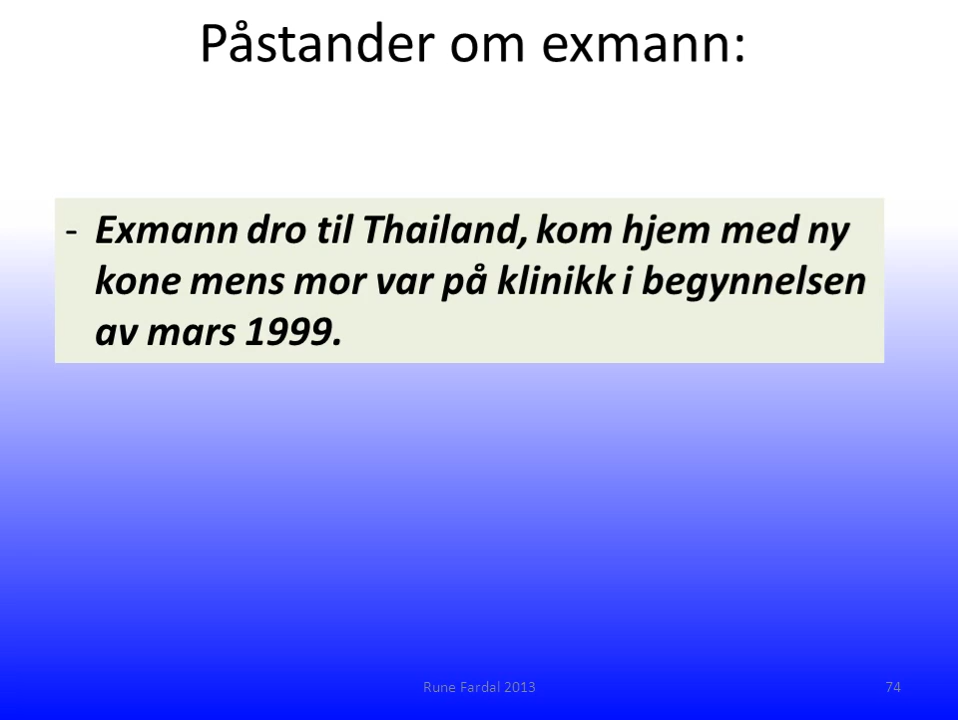 Påstander om exmann:
- Exmann dro til Thailand, kom hjem med ny
kone mens mor var på klinikk i begynnelsen
av mars 1999.
Rune Fardal 2013 74